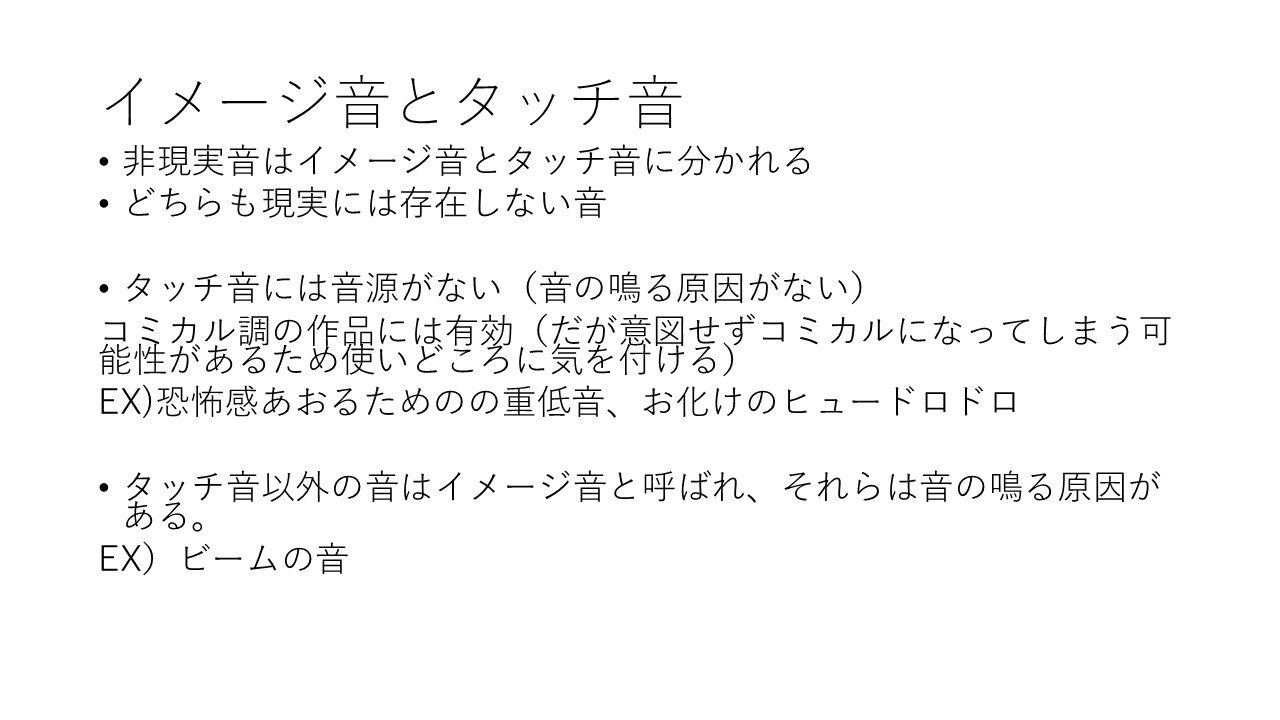 イメージ音とタッチ音
• 非現実音はイメージ音とタッチ音に分かれる
• どちらも現実には存在しない音
• タッチ音には音源がない（音の鳴る原因がない）
コミカル調の作品には有効（だが意図せずコミカルになってしまう可
能性があるため使いどころに気を付ける）
EX)恐怖感あおるためのの重低音、お化けのヒュードロドロ
• タッチ音以外の音はイメージ音と呼ばれ、それらは音の鳴る原因が
ある。
EX）ビームの音